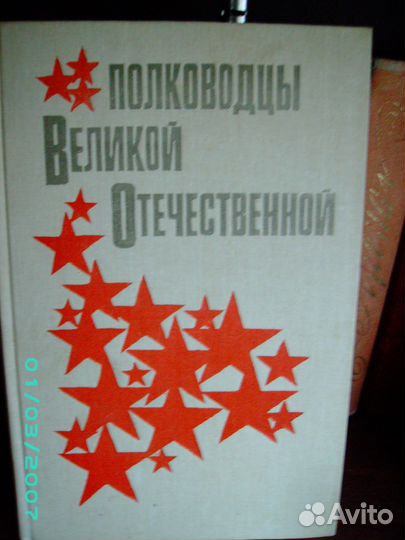 ПОЛКОВОДЦЫ
ВЕЛИКОЙ
ОТЕЧЕСТВЕННОЙ
01/03/2007
Avito